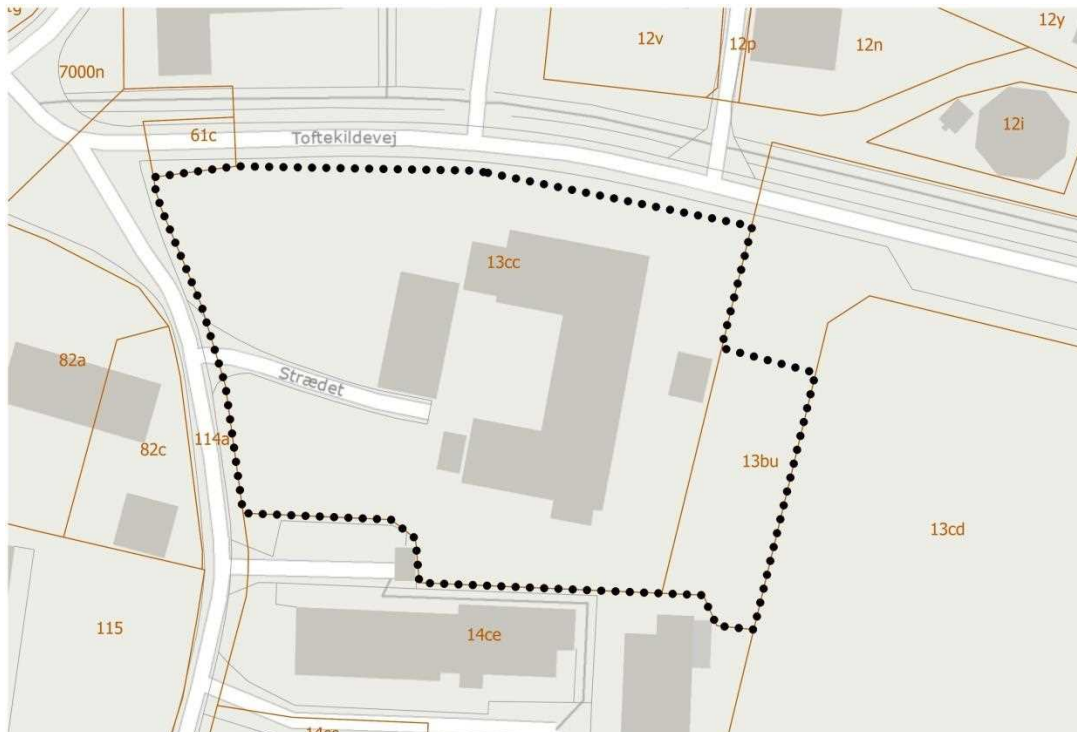 12y
12v
12p
12n
7000n
12i
61c
Toftekildevej
13cc
82a
Strædet
114a
82c
13bu
13cd
115
14ce